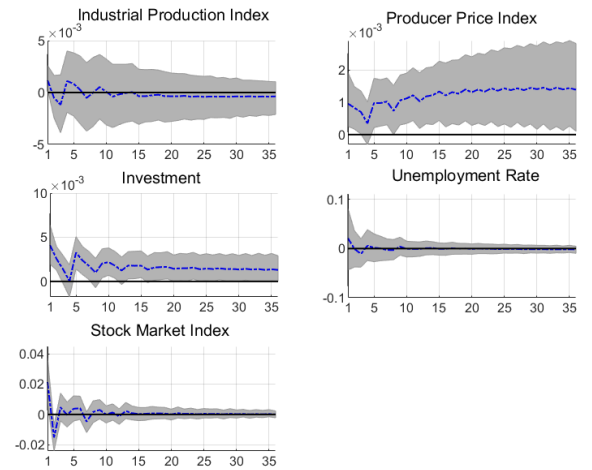 Industrial Production Index
×10⁻³
5
0
-5
1 5 10 15 20 25 30 35
Producer Price Index
×10⁻³
2
1
0
1 5 10 15 20 25 30 35
Investment
×10⁻³
10
5
0
1 5 10 15 20 25 30 35
Unemployment Rate
0.1
0
-0.1
1 5 10 15 20 25 30 35
Stock Market Index
0.04
0.02
0
-0.02
1 5 10 15 20 25 30 35